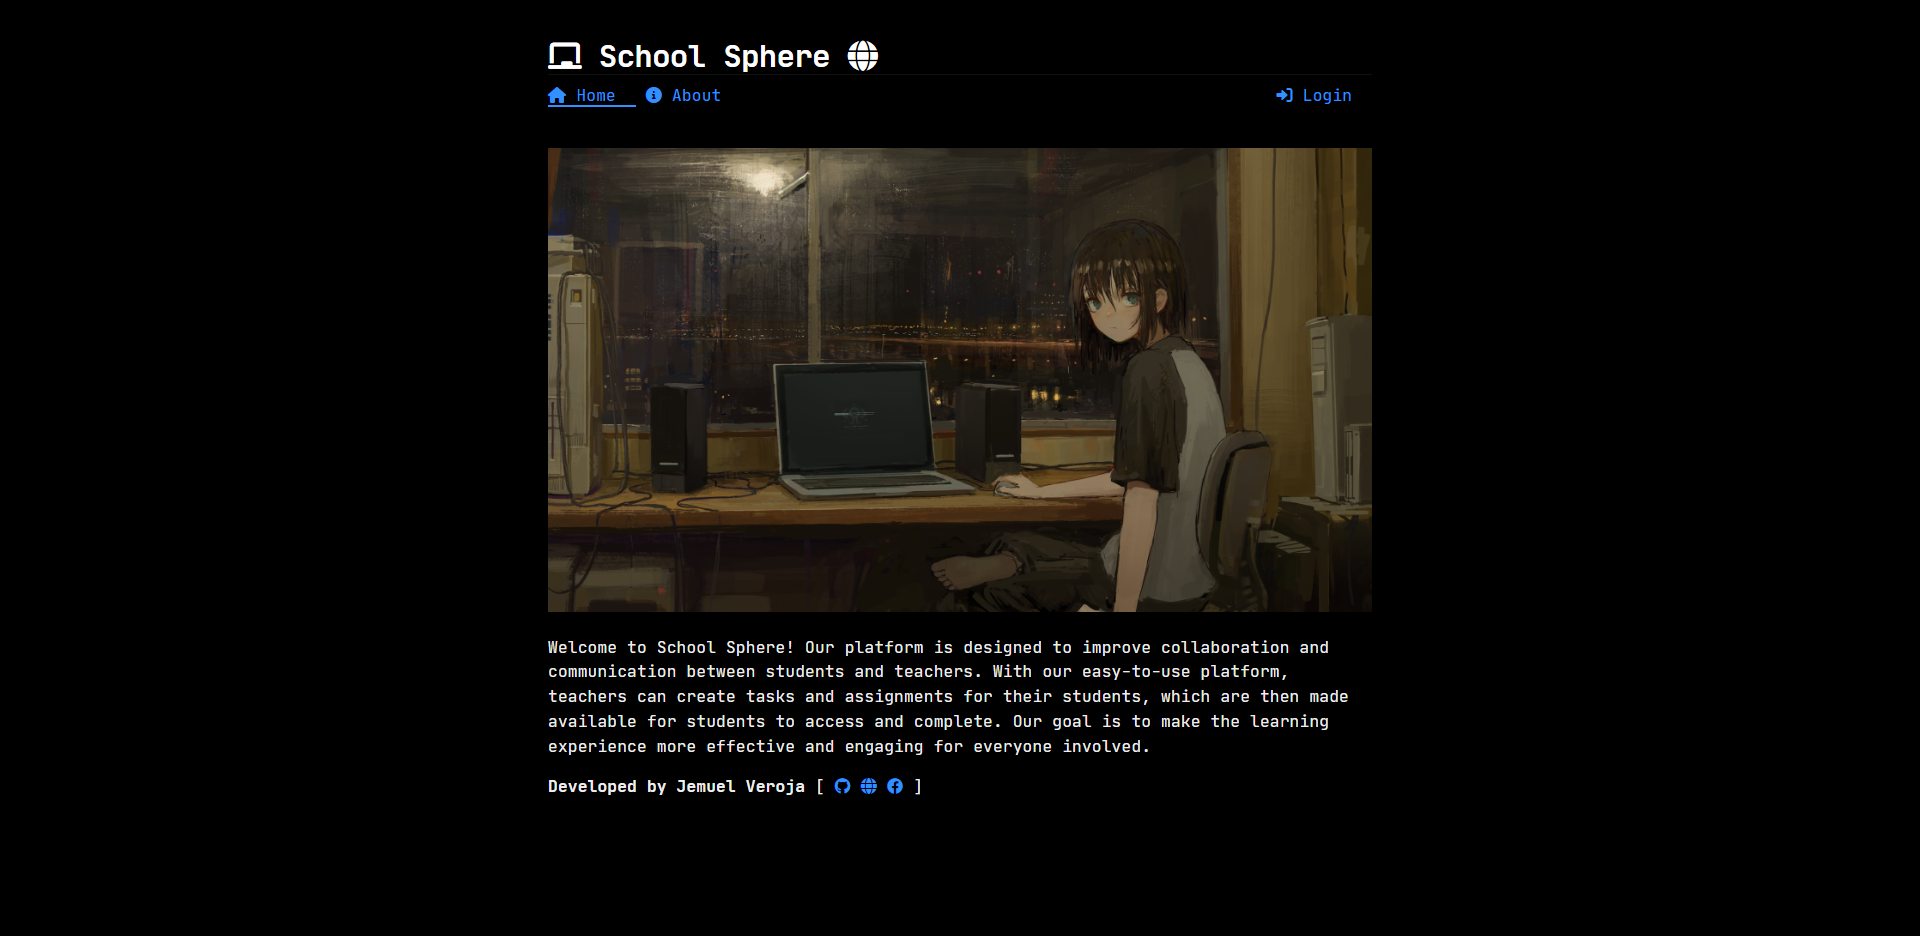 School Sphere
Home About Login
Welcome to School Sphere! Our platform is designed to improve collaboration and
communication between students and teachers. With our easy-to-use platform,
teachers can create tasks and assignments for their students, which are then made
available for students to access and complete. Our goal is to make the learning
experience more effective and engaging for everyone involved.
Developed by Jemuel Veroja [ ]